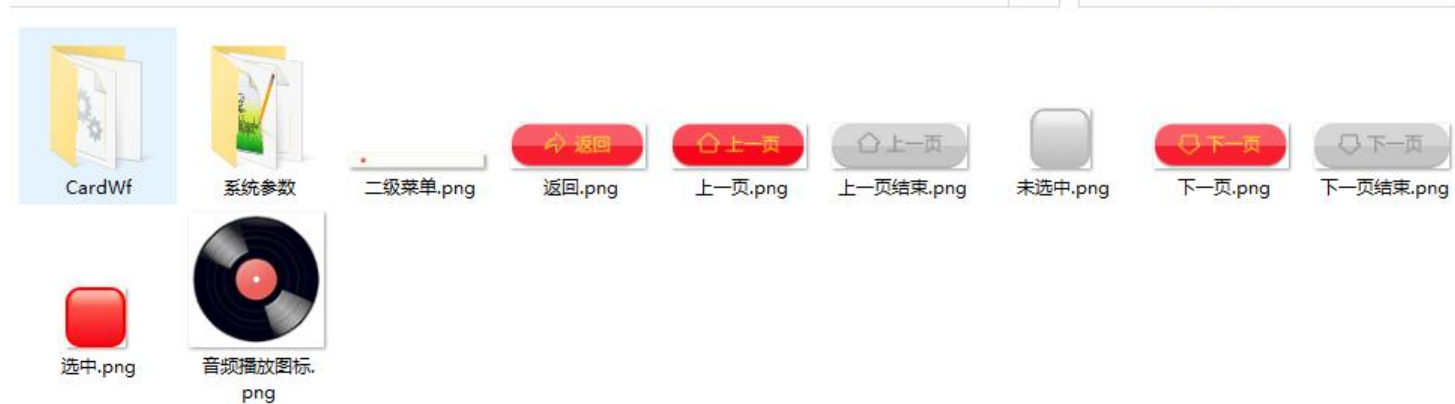 返回
上一页
上一页
下一页
下一页
CardWf
系统参数
二级菜单.png
返回.png
上一页.png
上一页结束.png
未选中.png
下一页.png
下一页结束.png
选中.png
音频播放图标.
png